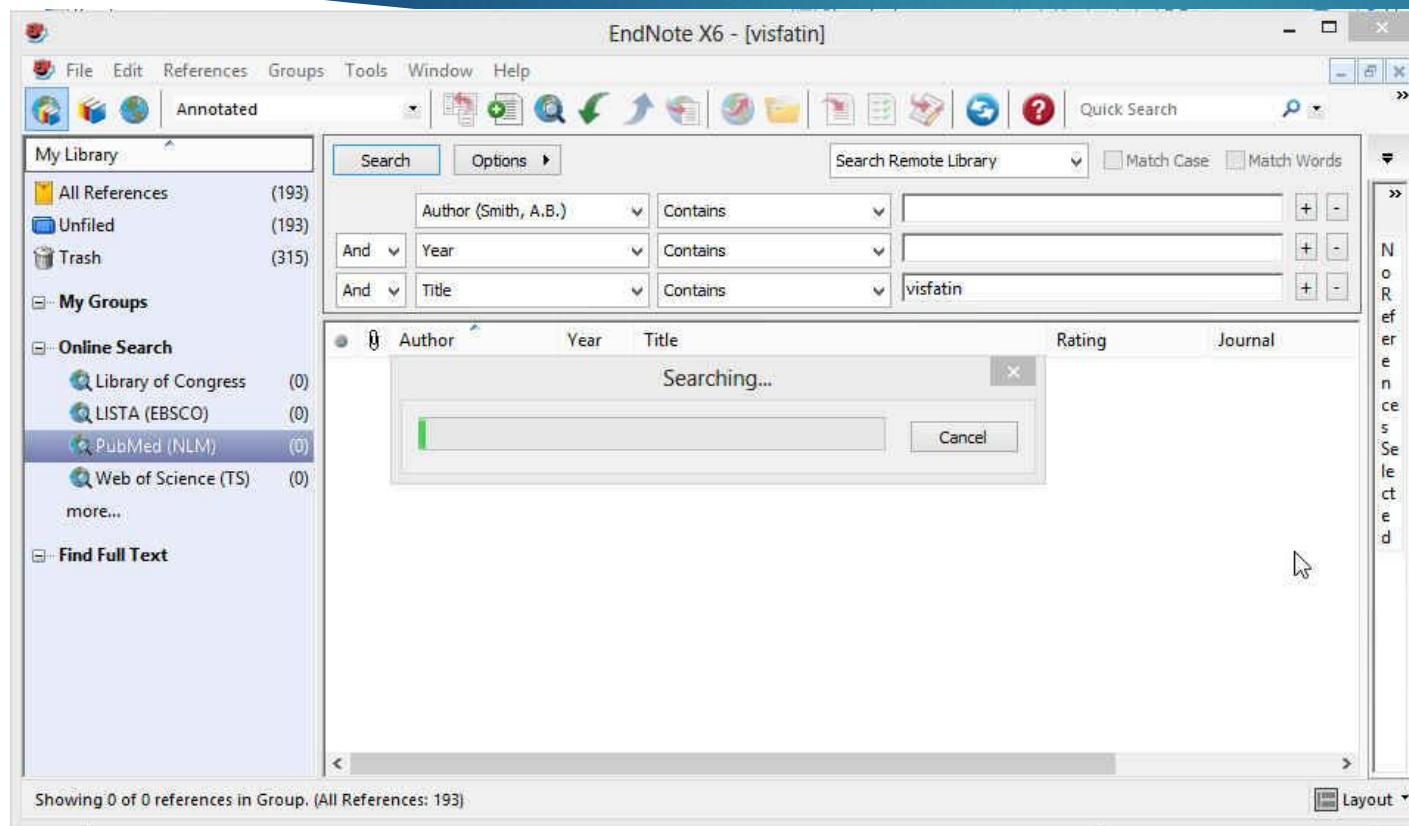 EndNote X6 - [visfatin]
File Edit References Groups Tools Window Help
Annotated
Quick Search
My Library
All References (193)
Unfiled (193)
Trash (315)
My Groups
Online Search
Library of Congress (0)
LISTA (EBSCO) (0)
PubMed (NLM) (0)
Web of Science (TS) (0)
more...
Find Full Text
Search Options Search Remote Library Match Case Match Words
Author (Smith, A.B.) Contains + -
And Year Contains + -
And Title Contains visfatin + -
Author Year Title Rating Journal
Searching...
Cancel
No References Selected
Showing 0 of 0 references in Group. (All References: 193)
Layout